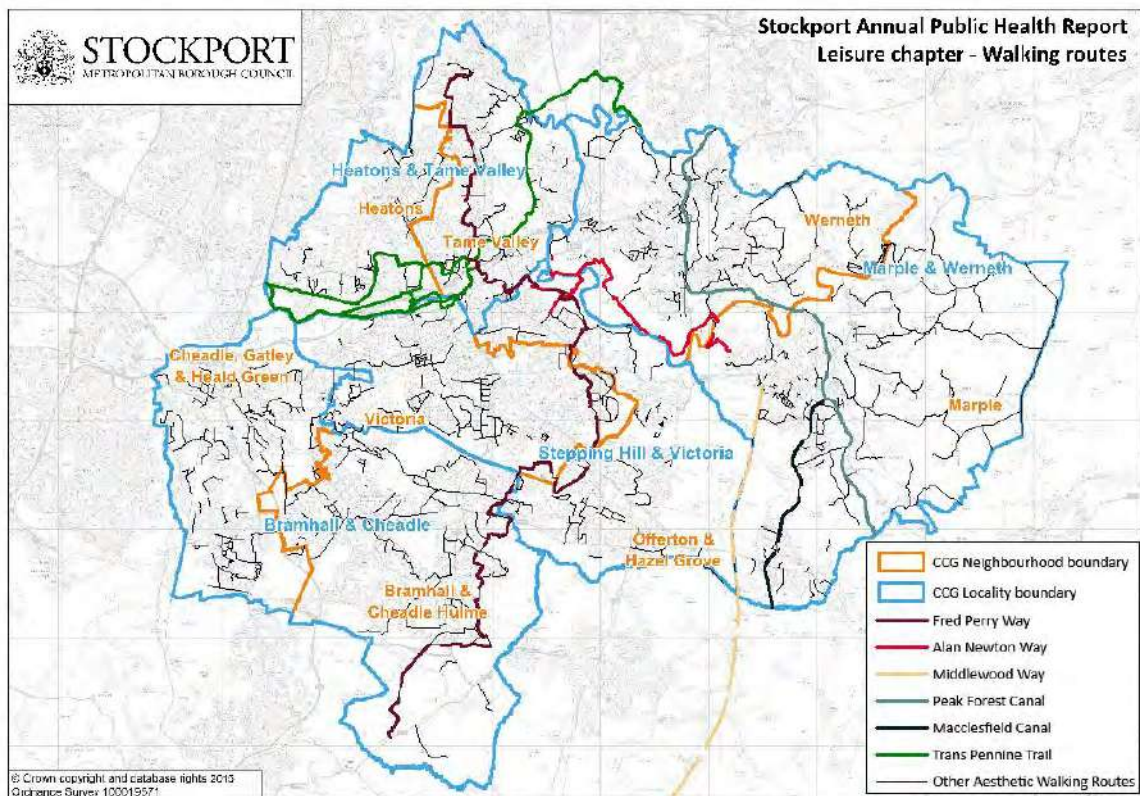 STOCKPORT
METROPOLITAN BOROUGH COUNCIL
Stockport Annual Public Health Report
Leisure chapter - Walking routes
Heatons & Tame Valley
Heatons
Tame Valley
Werneth
Marple & Werneth
Cheadle, Gatley
& Heald Green
Victoria
Marple
Stepping Hill & Victoria
Bramhall & Cheadle
Offerton &
Hazel Grove
Bramhall &
Cheadle Hulme
CCG Neighbourhood boundary
CCG Locality boundary
Fred Perry Way
Alan Newton Way
Middlewood Way
Peak Forest Canal
Macclesfield Canal
Trans Pennine Trail
Other Aesthetic Walking Routes
© Crown copyright and database rights 2015
Ordnance Survey 100019571